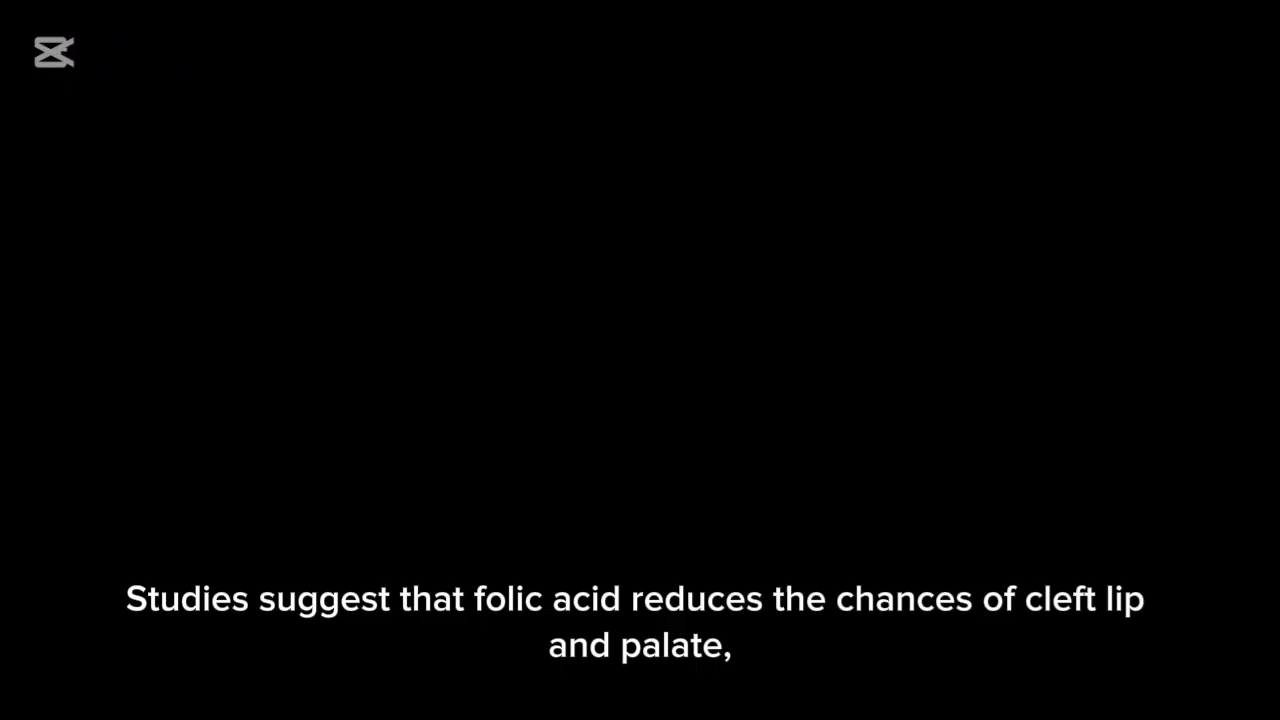 Studies suggest that folic acid reduces the chances of cleft lip
and palate,